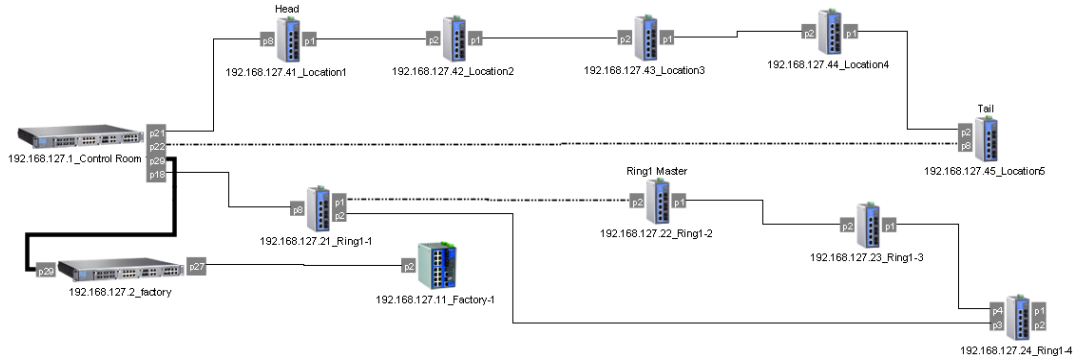 Head
p8 p1 p2 p1 p2 p1 p2 p1
192.168.127.41_Location1
192.168.127.42_Location2
192.168.127.43_Location3
192.168.127.44_Location4
Tail
p2
p8
192.168.127.45_Location5
p21
p22
p29
p18
192.168.127.1_Control Room
Ring1 Master
p8 p1
p2
192.168.127.21_Ring1-1
p2 p1
192.168.127.22_Ring1-2
p2 p1
192.168.127.23_Ring1-3
p29 p27
192.168.127.2_factory
p2
192.168.127.11_Factory-1
p4 p1
p3 p2
192.168.127.24_Ring1-4